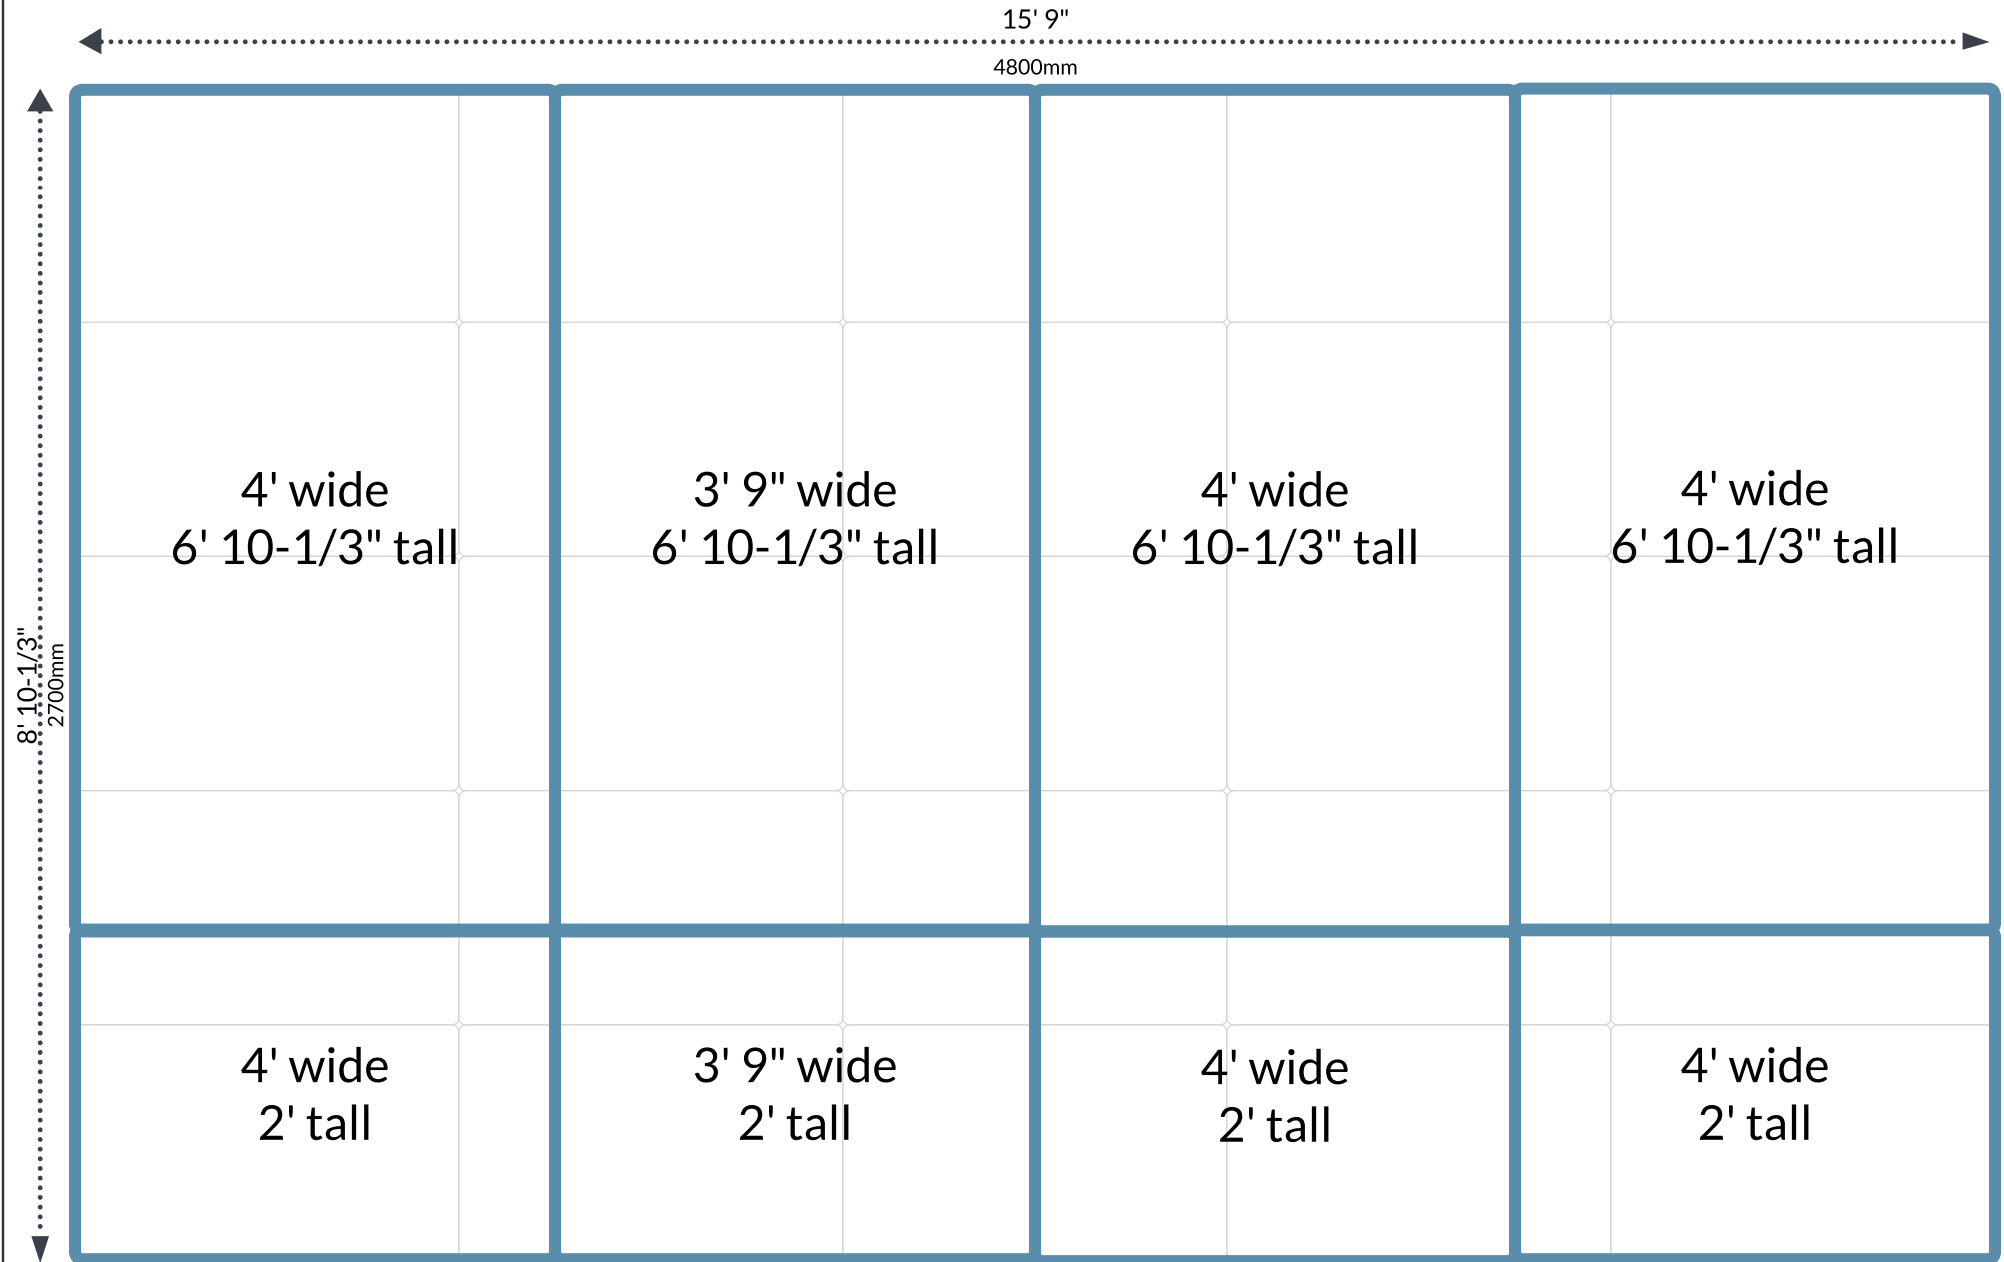 15' 9"
4800mm
8' 10-1/3"
2700mm
4' wide
6' 10-1/3" tall
3' 9" wide
6' 10-1/3" tall
4' wide
6' 10-1/3" tall
4' wide
6' 10-1/3" tall
4' wide
2' tall
3' 9" wide
2' tall
4' wide
2' tall
4' wide
2' tall